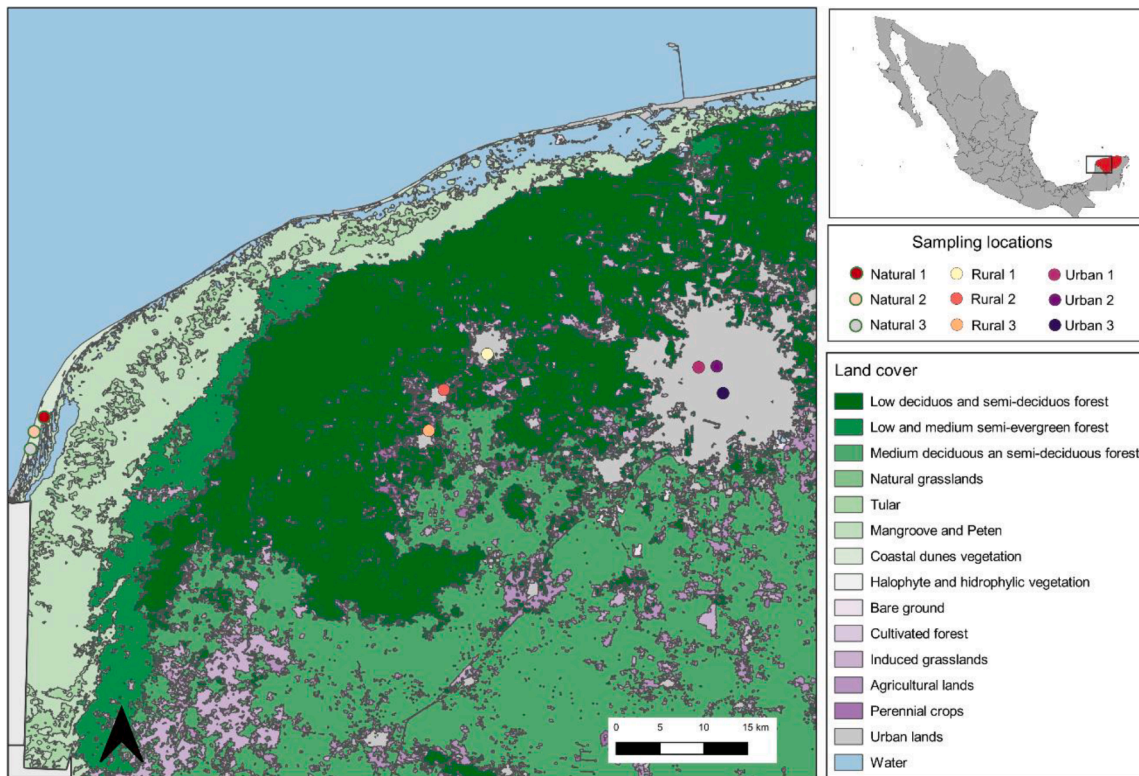 Sampling locations
Natural 1 Rural 1 Urban 1
Natural 2 Rural 2 Urban 2
Natural 3 Rural 3 Urban 3
Land cover
Low deciduos and semi-deciduos forest
Low and medium semi-evergreen forest
Medium deciduous an semi-deciduous forest
Natural grasslands
Tular
Mangroove and Peten
Coastal dunes vegetation
Halophyte and hidrophylic vegetation
Bare ground
Cultivated forest
Induced grasslands
Agricultural lands
Perennial crops
Urban lands
Water
0 5 10 15 km